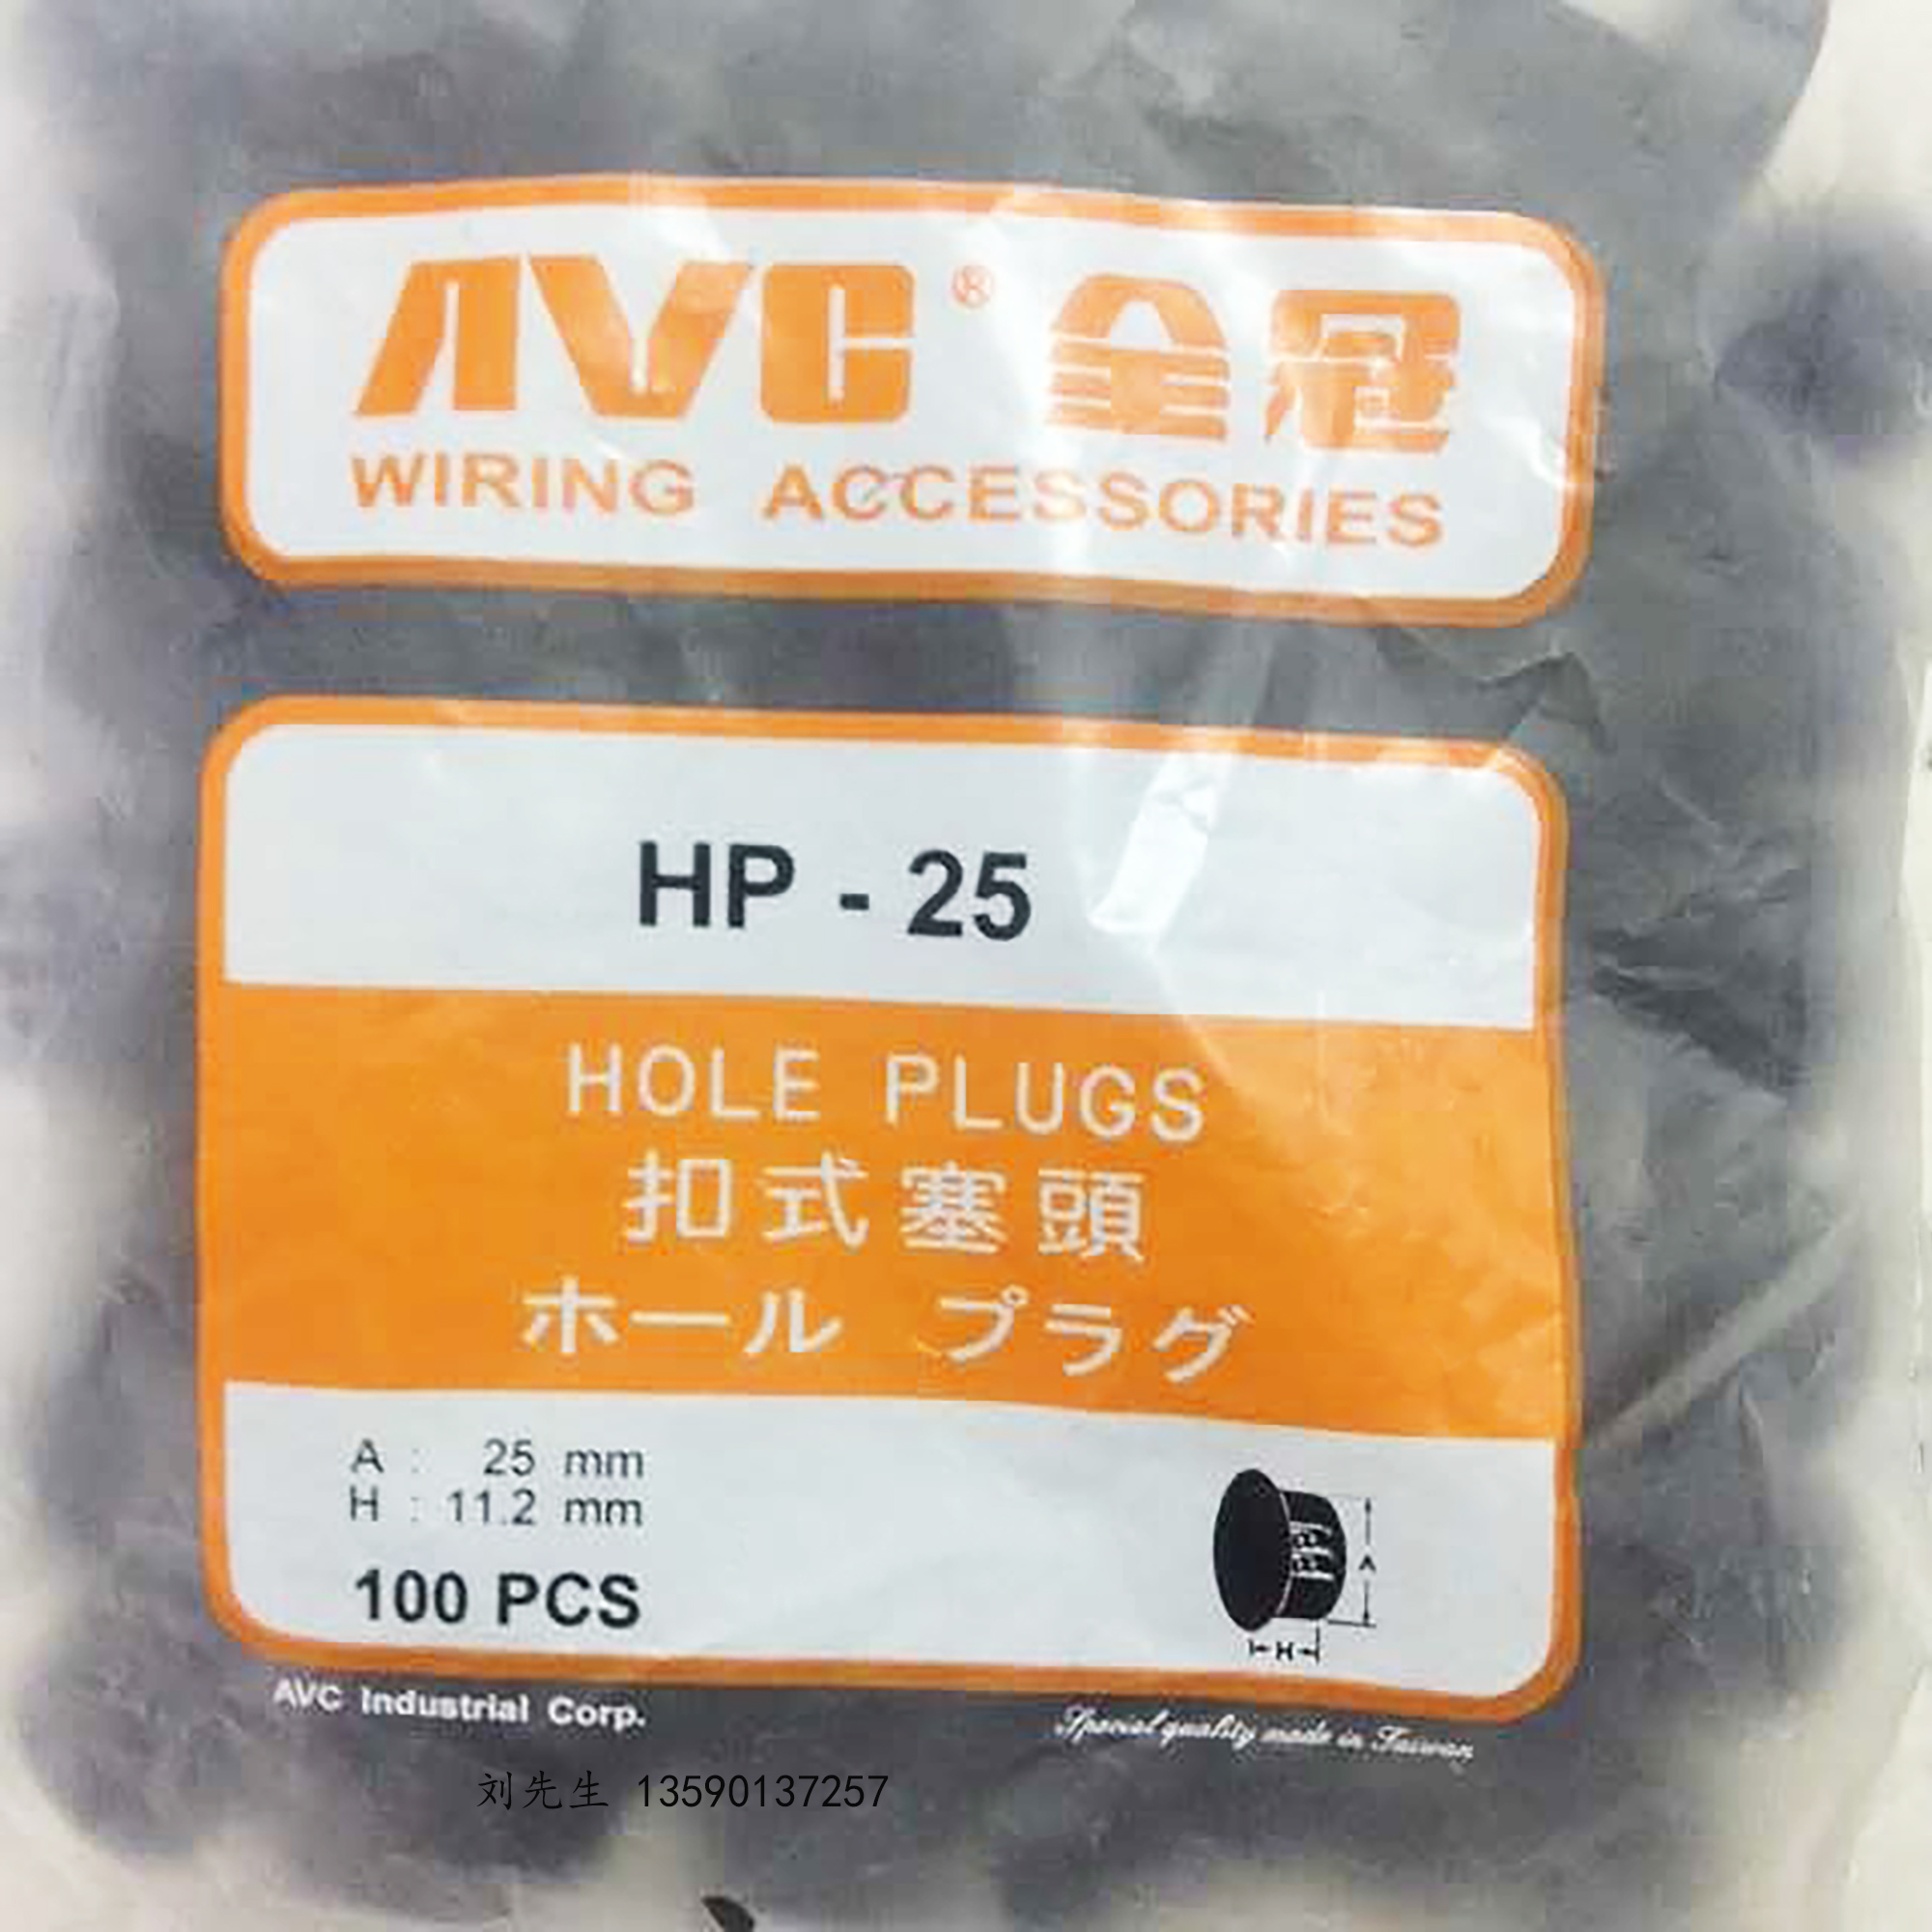 AVC® 全冠
WIRING ACCESSORIES
HP - 25
HOLE PLUGS
扣式塞頭
ホール プラグ
A : 25 mm
H : 11.2 mm
100 PCS
A
H
AVC Industrial Corp.
Special quality made in Taiwan
刘先生 13590137257